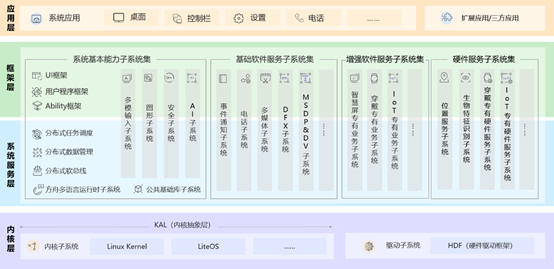 应用层
系统应用
桌面
控制栏
设置
电话
……
扩展应用/三方应用
框架层
系统服务层
系统基本能力子系统集
UI框架
用户程序框架
Ability框架
分布式任务调度
分布式数据管理
分布式软总线
方舟多语言运行时子系统
公共基础库子系统
多模输入子系统
图形子系统
安全子系统
AI子系统
……
基础软件服务子系统集
事件通知子系统
电话子系统
多媒体子系统
DFX子系统
MSDP&DV子系统
……
增强软件服务子系统集
智慧屏专有业务子系统
穿戴专有业务子系统
IoT专有业务子系统
……
硬件服务子系统集
位置服务子系统
生物特征识别子系统
穿戴专有硬件服务子系统
IoT专有硬件服务子系统
……
内核层
KAL（内核抽象层）
内核子系统
Linux Kernel
LiteOS
……
驱动子系统
HDF（硬件驱动框架）